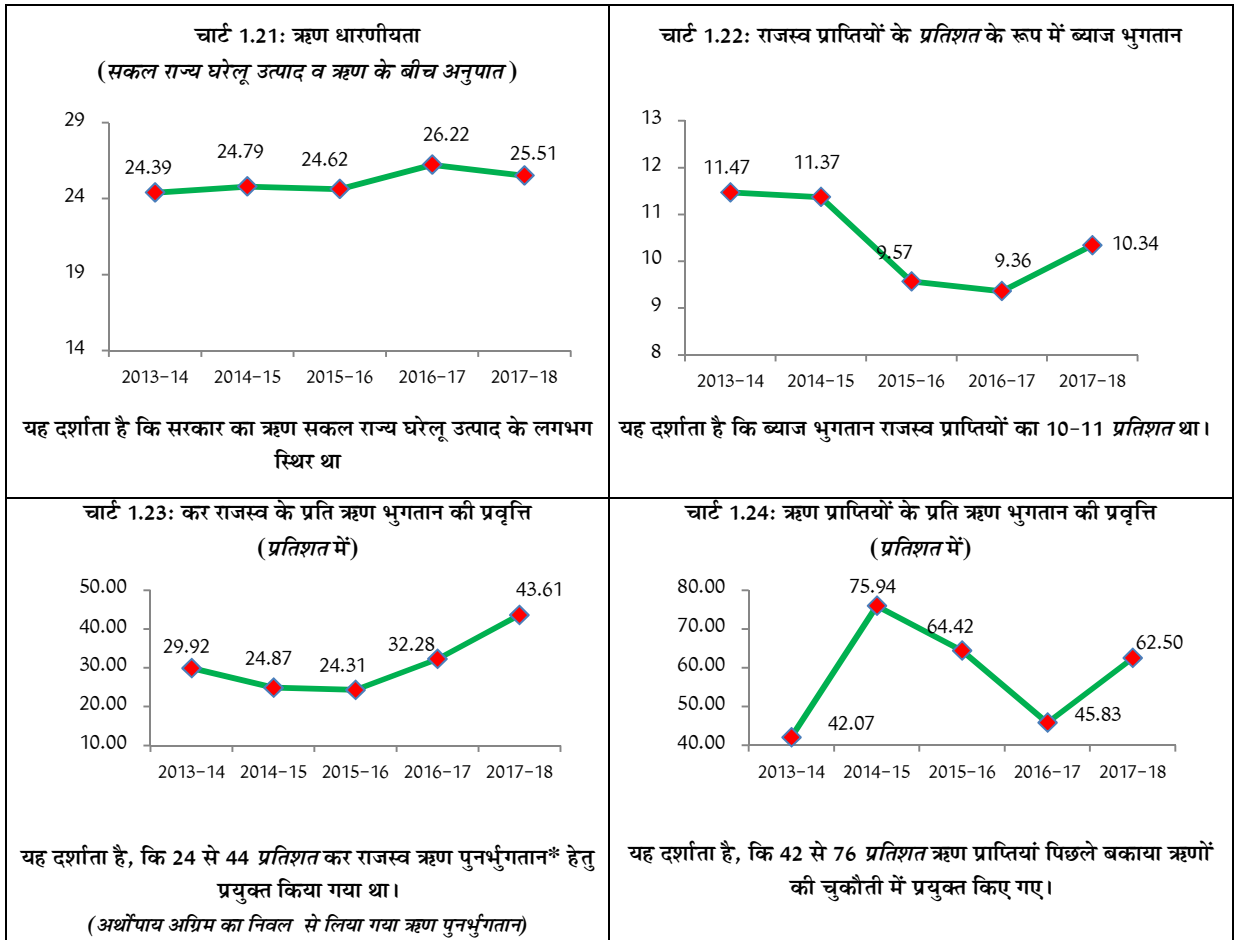 चार्ट 1.21: ऋण धारणीयता
(सकल राज्य घरेलू उत्पाद व ऋण के बीच अनुपात )
29
24
19
14
24.39
24.79
24.62
26.22
25.51
2013-14 2014-15 2015-16 2016-17 2017-18
यह दर्शाता है कि सरकार का ऋण सकल राज्य घरेलू उत्पाद के लगभग
स्थिर था
चार्ट 1.22: राजस्व प्राप्तियों के प्रतिशत के रूप में ब्याज भुगतान
13
12
11
10
9
8
11.47
11.37
9.57
9.36
10.34
2013-14 2014-15 2015-16 2016-17 2017-18
यह दर्शाता है कि ब्याज भुगतान राजस्व प्राप्तियों का 10-11 प्रतिशत था।
चार्ट 1.23: कर राजस्व के प्रति ऋण भुगतान की प्रवृत्ति
(प्रतिशत में)
50.00
40.00
30.00
20.00
10.00
29.92
24.87
24.31
32.28
43.61
2013-14 2014-15 2015-16 2016-17 2017-18
यह दर्शाता है, कि 24 से 44 प्रतिशत कर राजस्व ऋण पुनर्भुगतान* हेतु
प्रयुक्त किया गया था।
(अर्थोपाय अग्रिम का निवल से लिया गया ऋण पुनर्भुगतान)
चार्ट 1.24: ऋण प्राप्तियों के प्रति ऋण भुगतान की प्रवृत्ति
(प्रतिशत में)
80.00
70.00
60.00
50.00
40.00
42.07
75.94
64.42
45.83
62.50
2013-14 2014-15 2015-16 2016-17 2017-18
यह दर्शाता है, कि 42 से 76 प्रतिशत ऋण प्राप्तियां पिछले बकाया ऋणों
की चुकौती में प्रयुक्त किए गए।